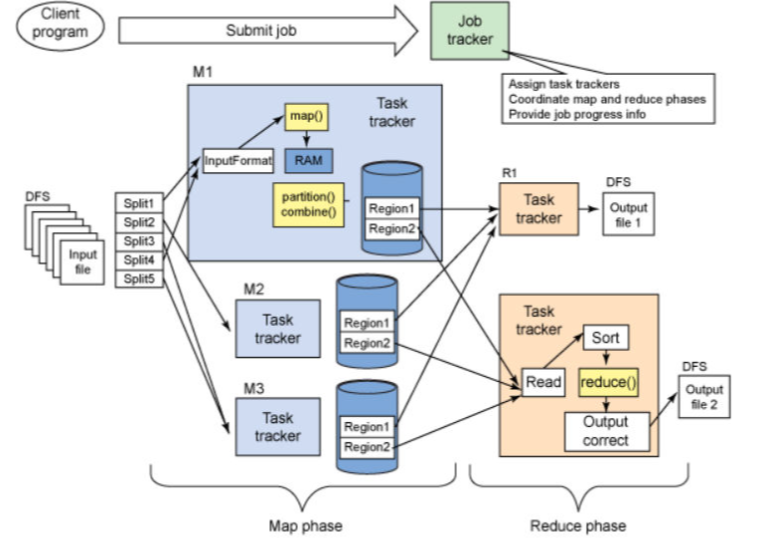 Client
program
Submit job
Job
tracker
Assign task trackers
Coordinate map and reduce phases
Provide job progress info
M1
Task
tracker
map()
InputFormat
RAM
partition()
combine()
Region1
Region2
DFS
Input
file
Split1
Split2
Split3
Split4
Split5
M2
Task
tracker
Region1
Region2
M3
Task
tracker
Region1
Region2
Map phase
R1
Task
tracker
DFS
Output
file 1
Task
tracker
Sort
Read
reduce()
Output
correct
DFS
Output
file 2
Reduce phase